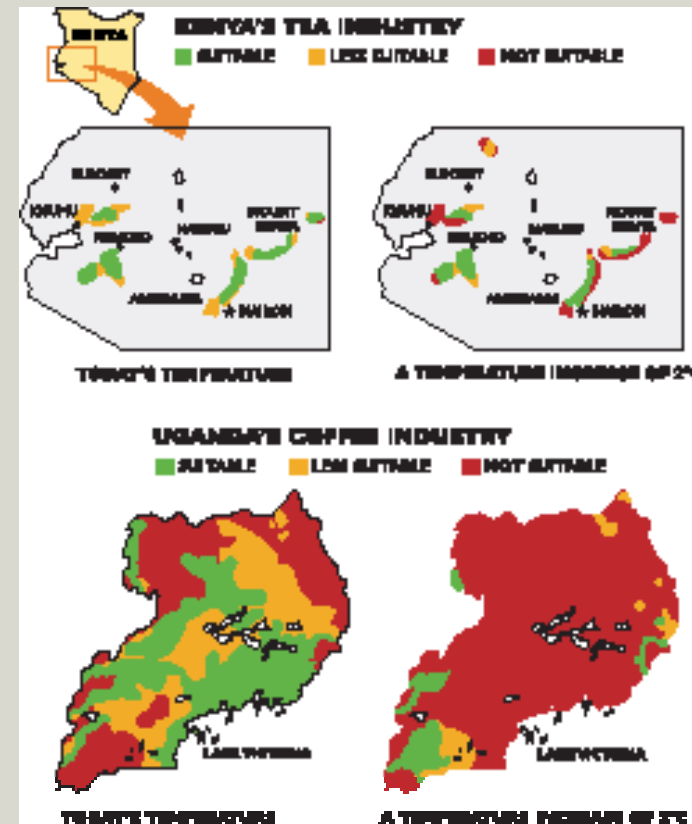 KENYA
KENYA'S TEA INDUSTRY
SUITABLE LESS SUITABLE NOT SUITABLE
ELDORET
KISUMU
MOUNT
KENYA
NAKURU
KERICHO
NAIROBI
ELDORET
KISUMU
MOUNT
KENYA
NAKURU
KERICHO
NAIROBI
TODAY'S TEMPERATURE
A TEMPERATURE INCREASE OF 2°
UGANDA'S COFFEE INDUSTRY
SUITABLE LESS SUITABLE NOT SUITABLE
LAKE VICTORIA
LAKE VICTORIA
TODAY'S TEMPERATURE
A TEMPERATURE INCREASE OF 2°C